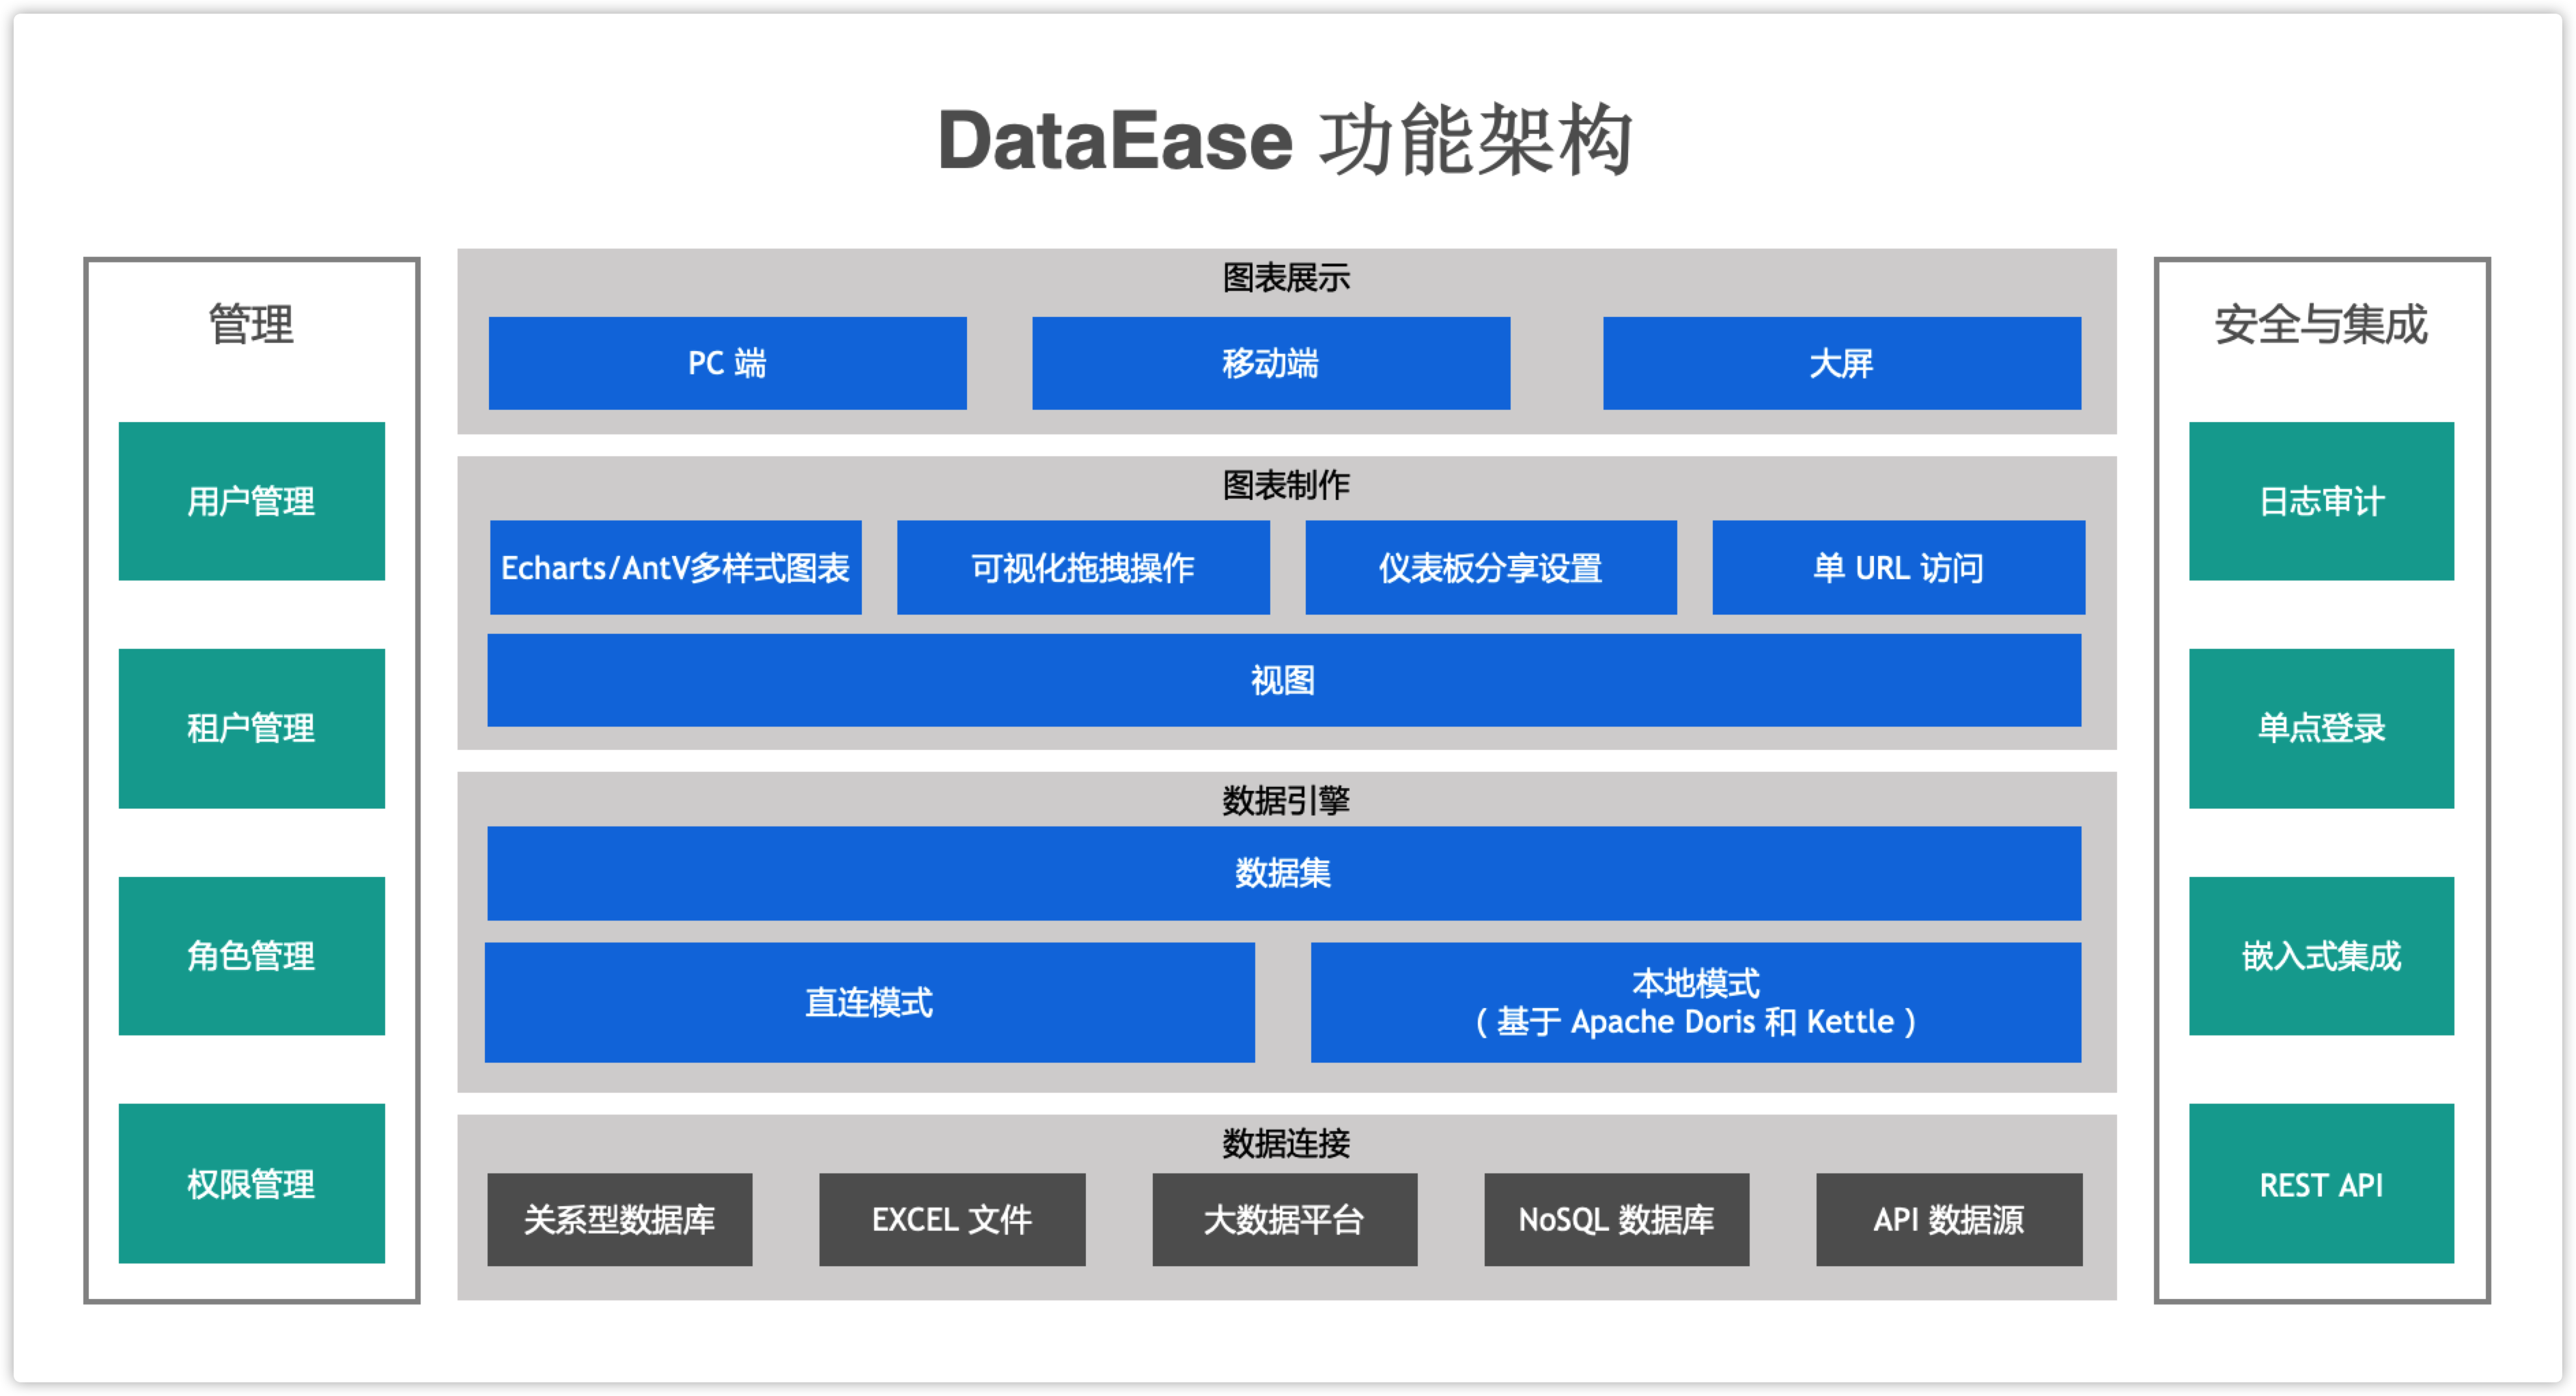 DataEase 功能架构
管理
用户管理
租户管理
角色管理
权限管理
图表展示
PC 端
移动端
大屏
图表制作
Echarts/AntV多样式图表
可视化拖拽操作
仪表板分享设置
单 URL 访问
视图
数据引擎
数据集
直连模式
本地模式
( 基于 Apache Doris 和 Kettle )
数据连接
关系型数据库
EXCEL 文件
大数据平台
NoSQL 数据库
API 数据源
安全与集成
日志审计
单点登录
嵌入式集成
REST API